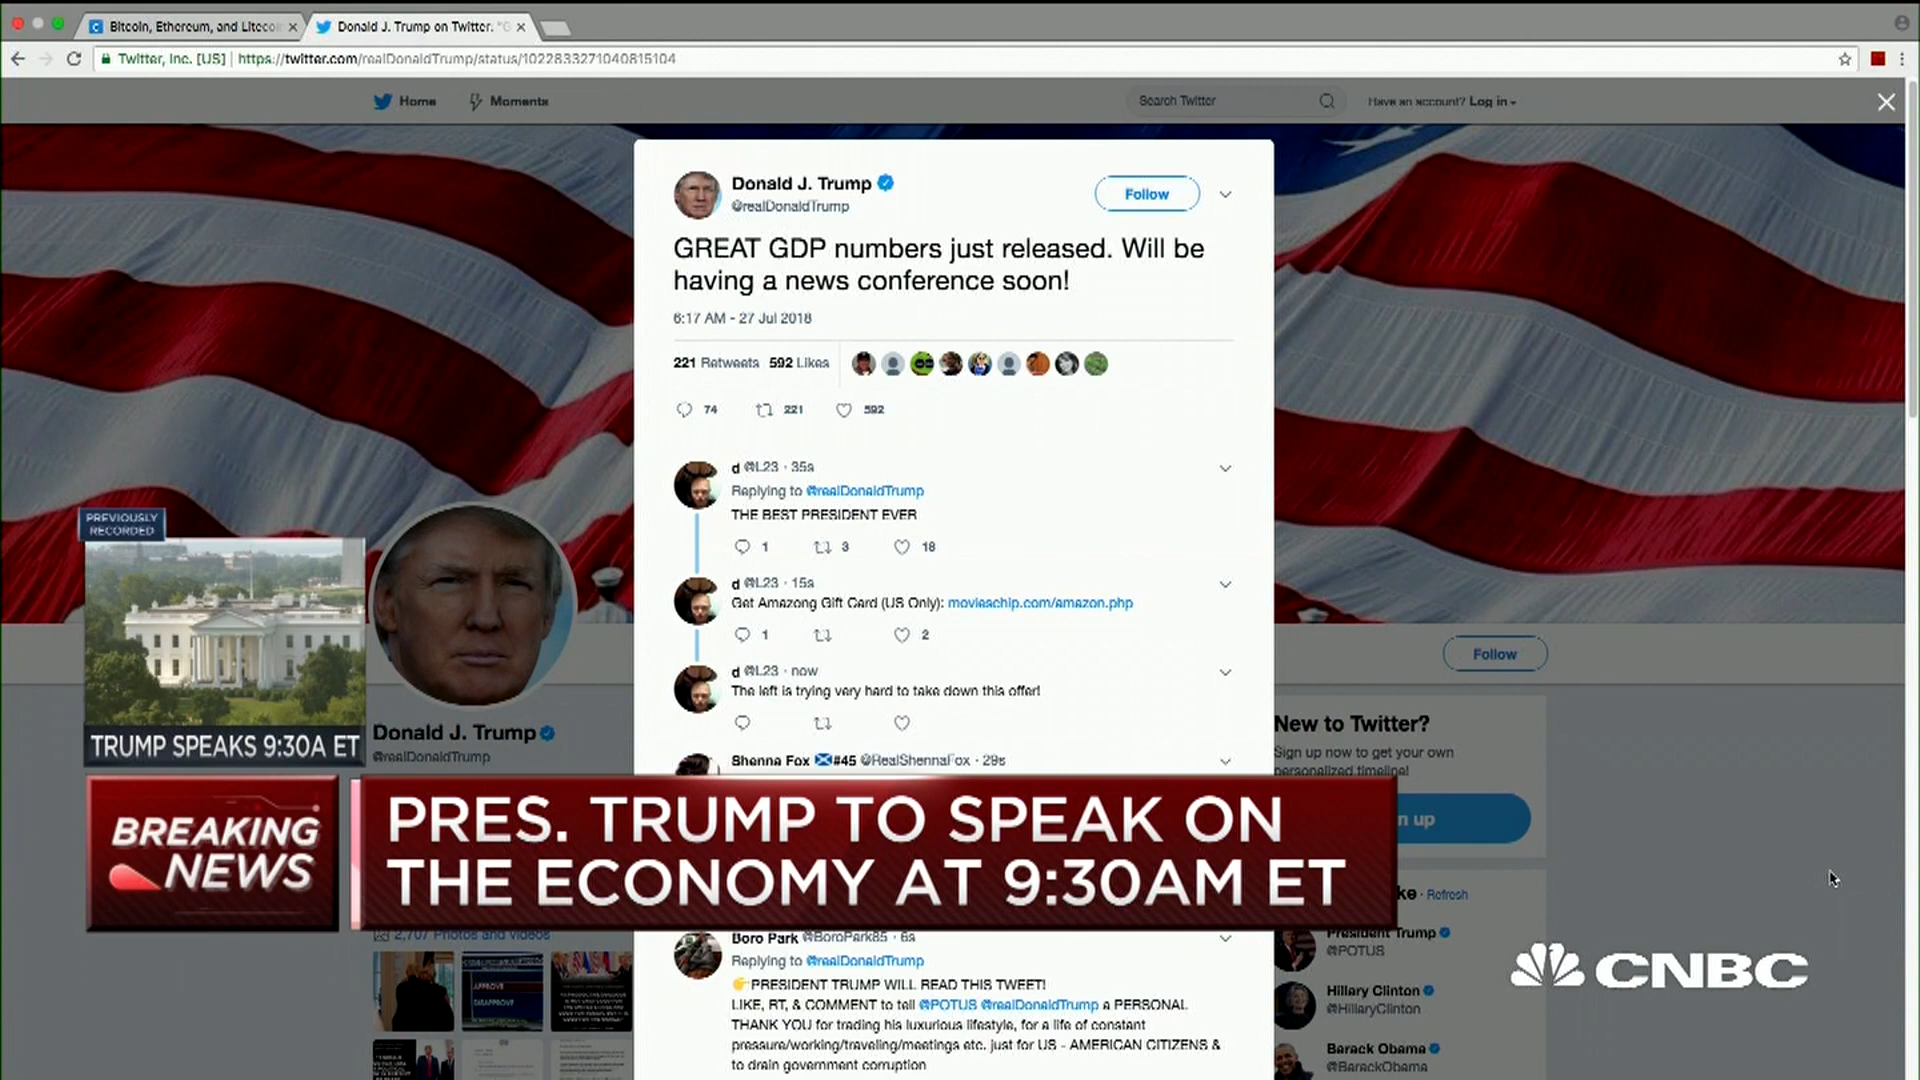 Bitcoin, Ethereum, and Litecoi
Donald J. Trump on Twitter: "G
Twitter, Inc. [US] | https://twitter.com/realDonaldTrump/status/1022833271040815104
Home
Moments
Search Twitter
Have an account? Log in
Donald J. Trump
@realDonaldTrump
Follow
GREAT GDP numbers just released. Will be
having a news conference soon!
6:17 AM - 27 Jul 2018
221 Retweets 592 Likes
74 221 592
d @L23 · 35s
Replying to @realDonaldTrump
THE BEST PRESIDENT EVER
1 3 18
d @L23 · 15s
Get Amazong Gift Card (US Only): movieschip.com/amazon.php
1 2
d @L23 · now
The left is trying very hard to take down this offer!
Shenna Fox #45 @RealShennaFox · 29s
PREVIOUSLY
RECORDED
TRUMP SPEAKS 9:30A ET
Donald J. Trump
@realDonaldTrump
Follow
New to Twitter?
Sign up now to get your own
personalized timeline!
n up
BREAKING
NEWS
PRES. TRUMP TO SPEAK ON
THE ECONOMY AT 9:30AM ET
2,707 Photos and videos
APPROVE
DISAPPROVE
Boro Park @BoroPark85 · 6s
Replying to @realDonaldTrump
👉PRESIDENT TRUMP WILL READ THIS TWEET!
LIKE, RT, & COMMENT to tell @POTUS @realDonaldTrump a PERSONAL
THANK YOU for trading his luxurious lifestyle, for a life of constant
pressure/working/traveling/meetings etc. just for US - AMERICAN CITIZENS &
to drain government corruption
ke · Refresh
President Trump
@POTUS
Hillary Clinton
@HillaryClinton
Barack Obama
@BarackObama
CNBC